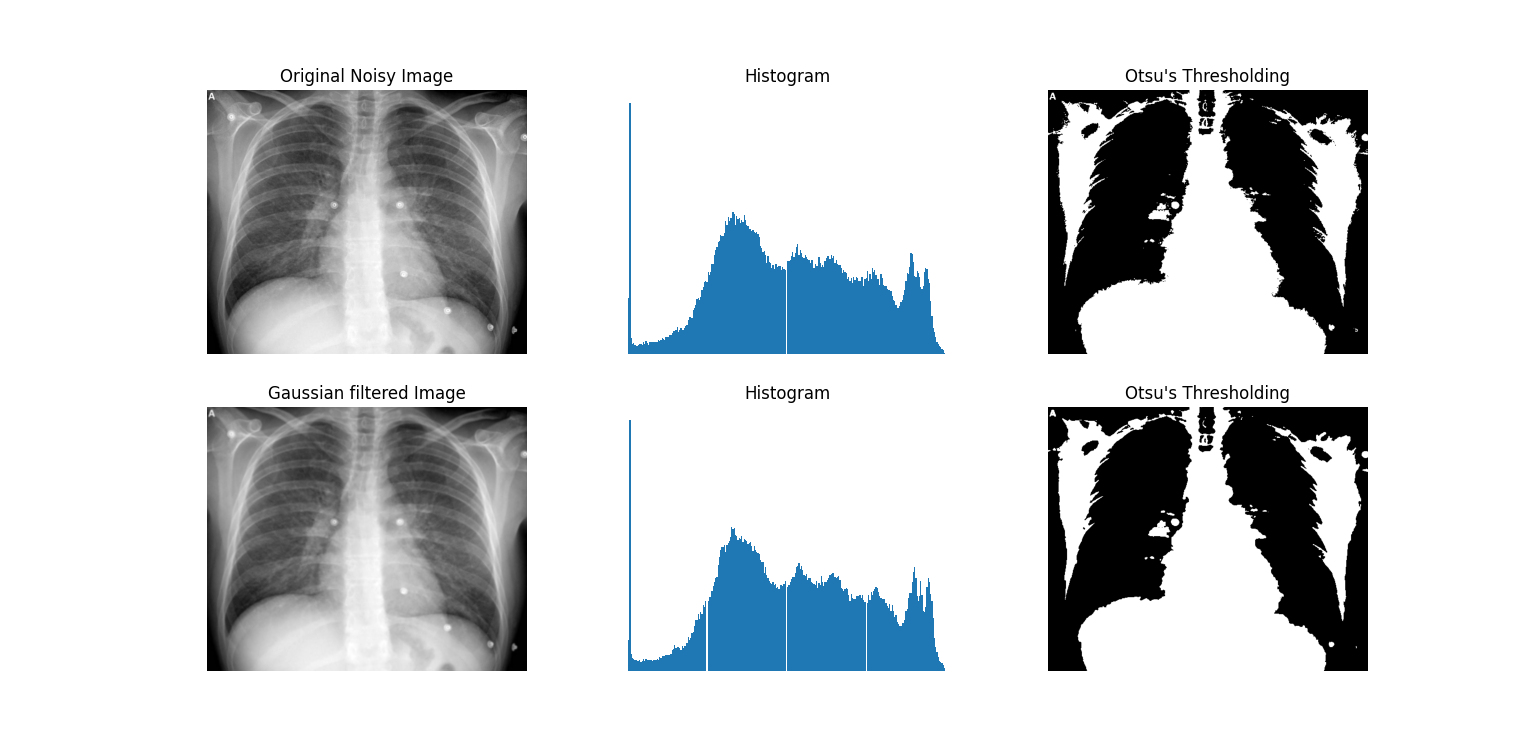 Original Noisy Image
Histogram
Otsu's Thresholding
A
A
Gaussian filtered Image
Histogram
Otsu's Thresholding
A
A